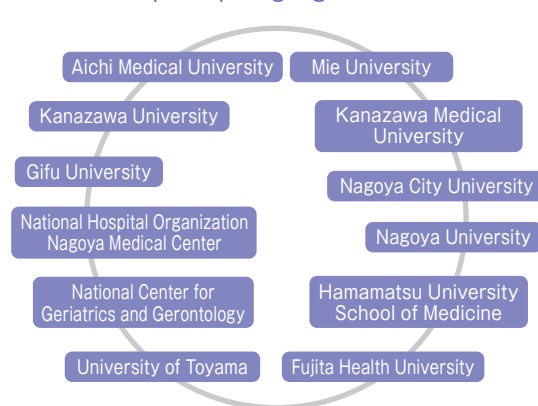 Aichi Medical University
Mie University
Kanazawa University
Kanazawa Medical
University
Gifu University
Nagoya City University
National Hospital Organization
Nagoya Medical Center
Nagoya University
National Center for
Geriatrics and Gerontology
Hamamatsu University
School of Medicine
University of Toyama
Fujita Health University